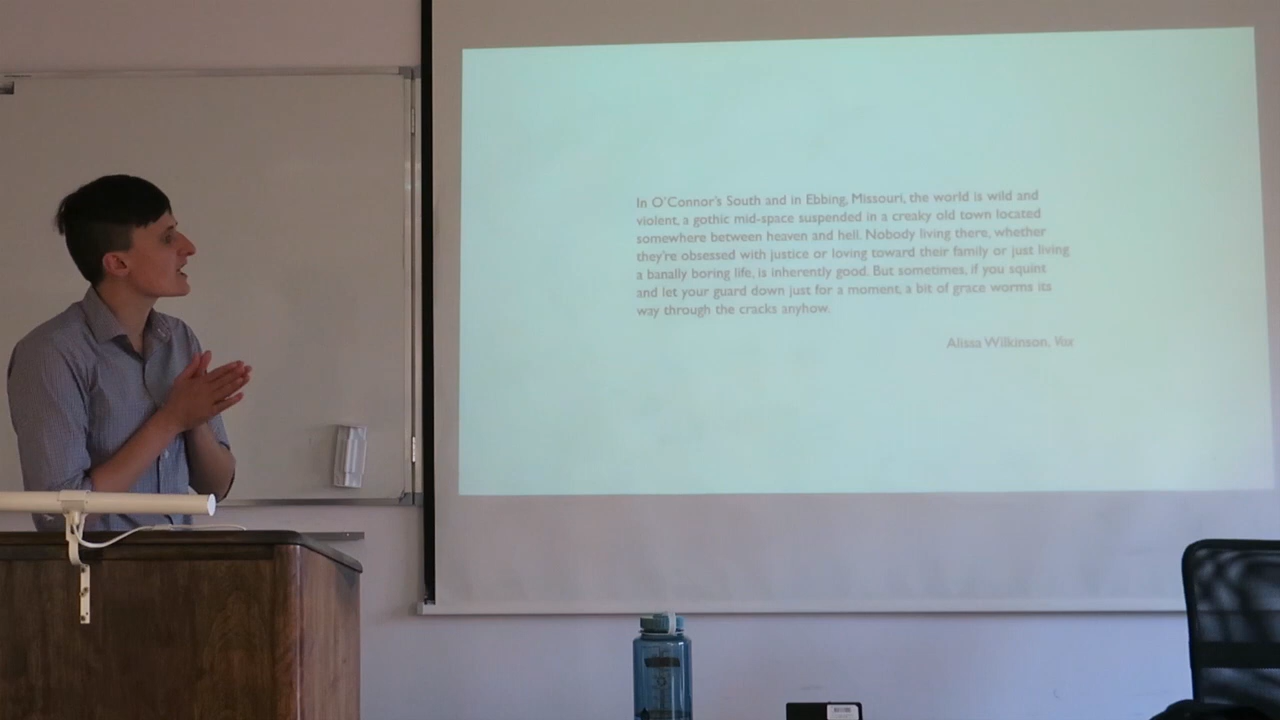 In O'Connor's South and in Ebbing, Missouri, the world is wild and
violent, a gothic mid-space suspended in a creaky old town located
somewhere between heaven and hell. Nobody living there, whether
they're obsessed with justice or loving toward their family or just living
a banally boring life, is inherently good. But sometimes, if you squint
and let your guard down just for a moment, a bit of grace worms its
way through the cracks anyhow.
Alissa Wilkinson, Vox